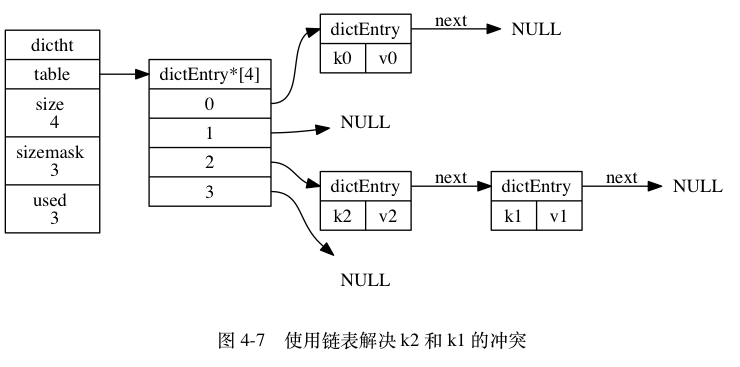 dictht
table
size
4
sizemask
3
used
3
dictEntry*[4]
0
1
2
3
dictEntry
k0 v0
next
NULL
NULL
dictEntry
k2 v2
next
dictEntry
k1 v1
next
NULL
NULL
图 4-7 使用链表解决 k2 和 k1 的冲突